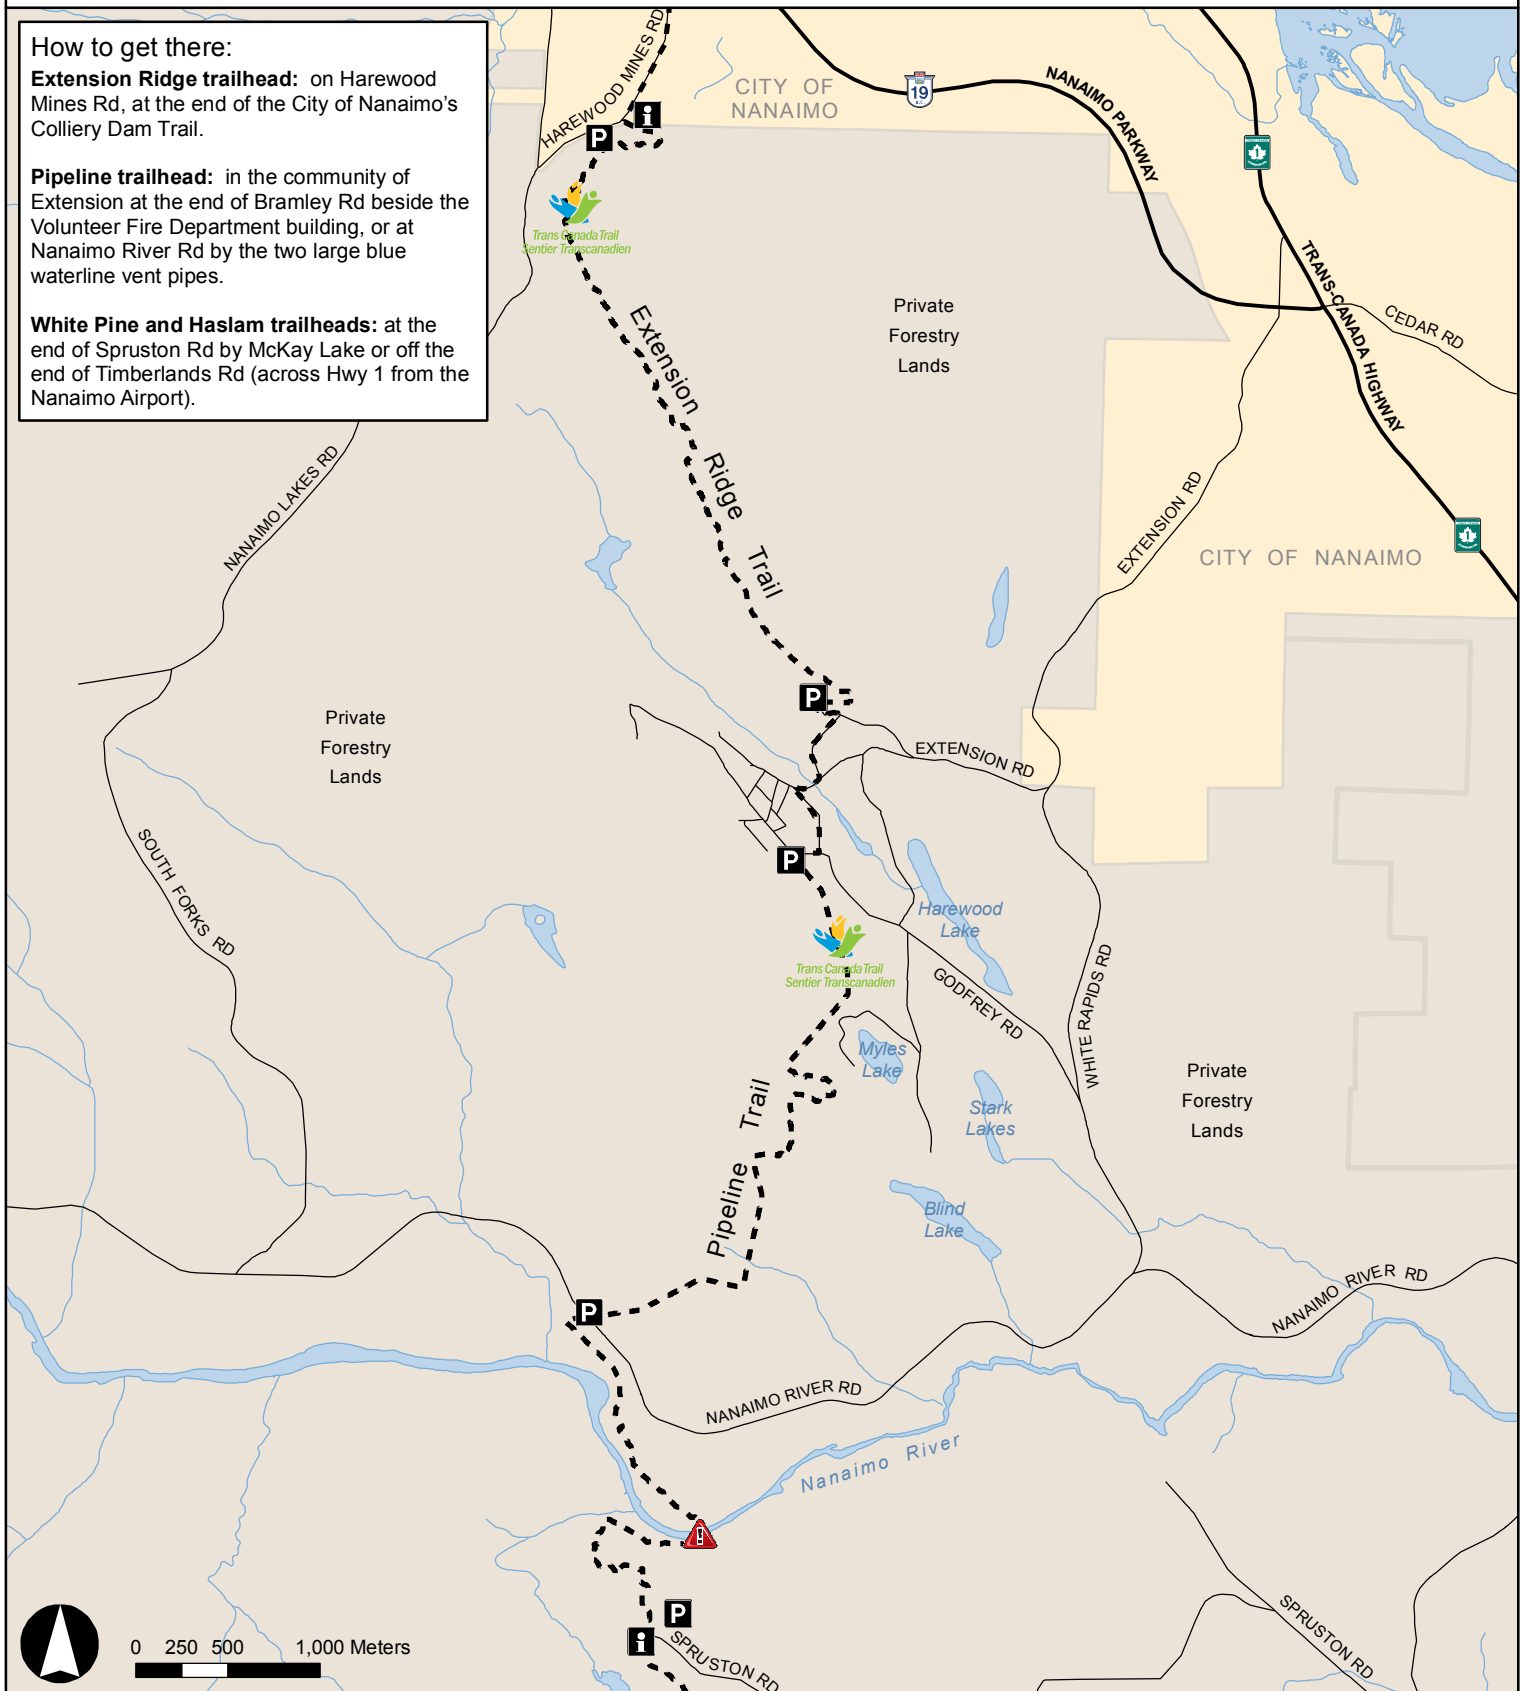 How to get there:
Extension Ridge trailhead: on Harewood
Mines Rd, at the end of the City of Nanaimo's
Colliery Dam Trail.
Pipeline trailhead: in the community of
Extension at the end of Bramley Rd beside the
Volunteer Fire Department building, or at
Nanaimo River Rd by the two large blue
waterline vent pipes.
White Pine and Haslam trailheads: at the
end of Spruston Rd by McKay Lake or off the
end of Timberlands Rd (across Hwy 1 from the
Nanaimo Airport).
HAREWOOD MINES RD
i
P
CITY OF
NANAIMO
19
B.C.
NANAIMO PARKWAY
1
TRANS-CANADA HIGHWAY
CEDAR RD
Trans Canada Trail
Sentier Transcanadien
Private
Forestry
Lands
Extension Ridge Trail
NANAIMO LAKES RD
EXTENSION RD
1
CITY OF NANAIMO
P
Private
Forestry
Lands
EXTENSION RD
SOUTH FORKS RD
P
Harewood
Lake
Trans Canada Trail
Sentier Transcanadien
GODFREY RD
WHITE RAPIDS RD
Myles
Lake
Stark
Lakes
Private
Forestry
Lands
Pipeline Trail
Blind
Lake
P
NANAIMO RIVER RD
NANAIMO RIVER RD
Nanaimo River
!
P
i
SPRUSTON RD
SPRUSTON RD
0 250 500 1,000 Meters